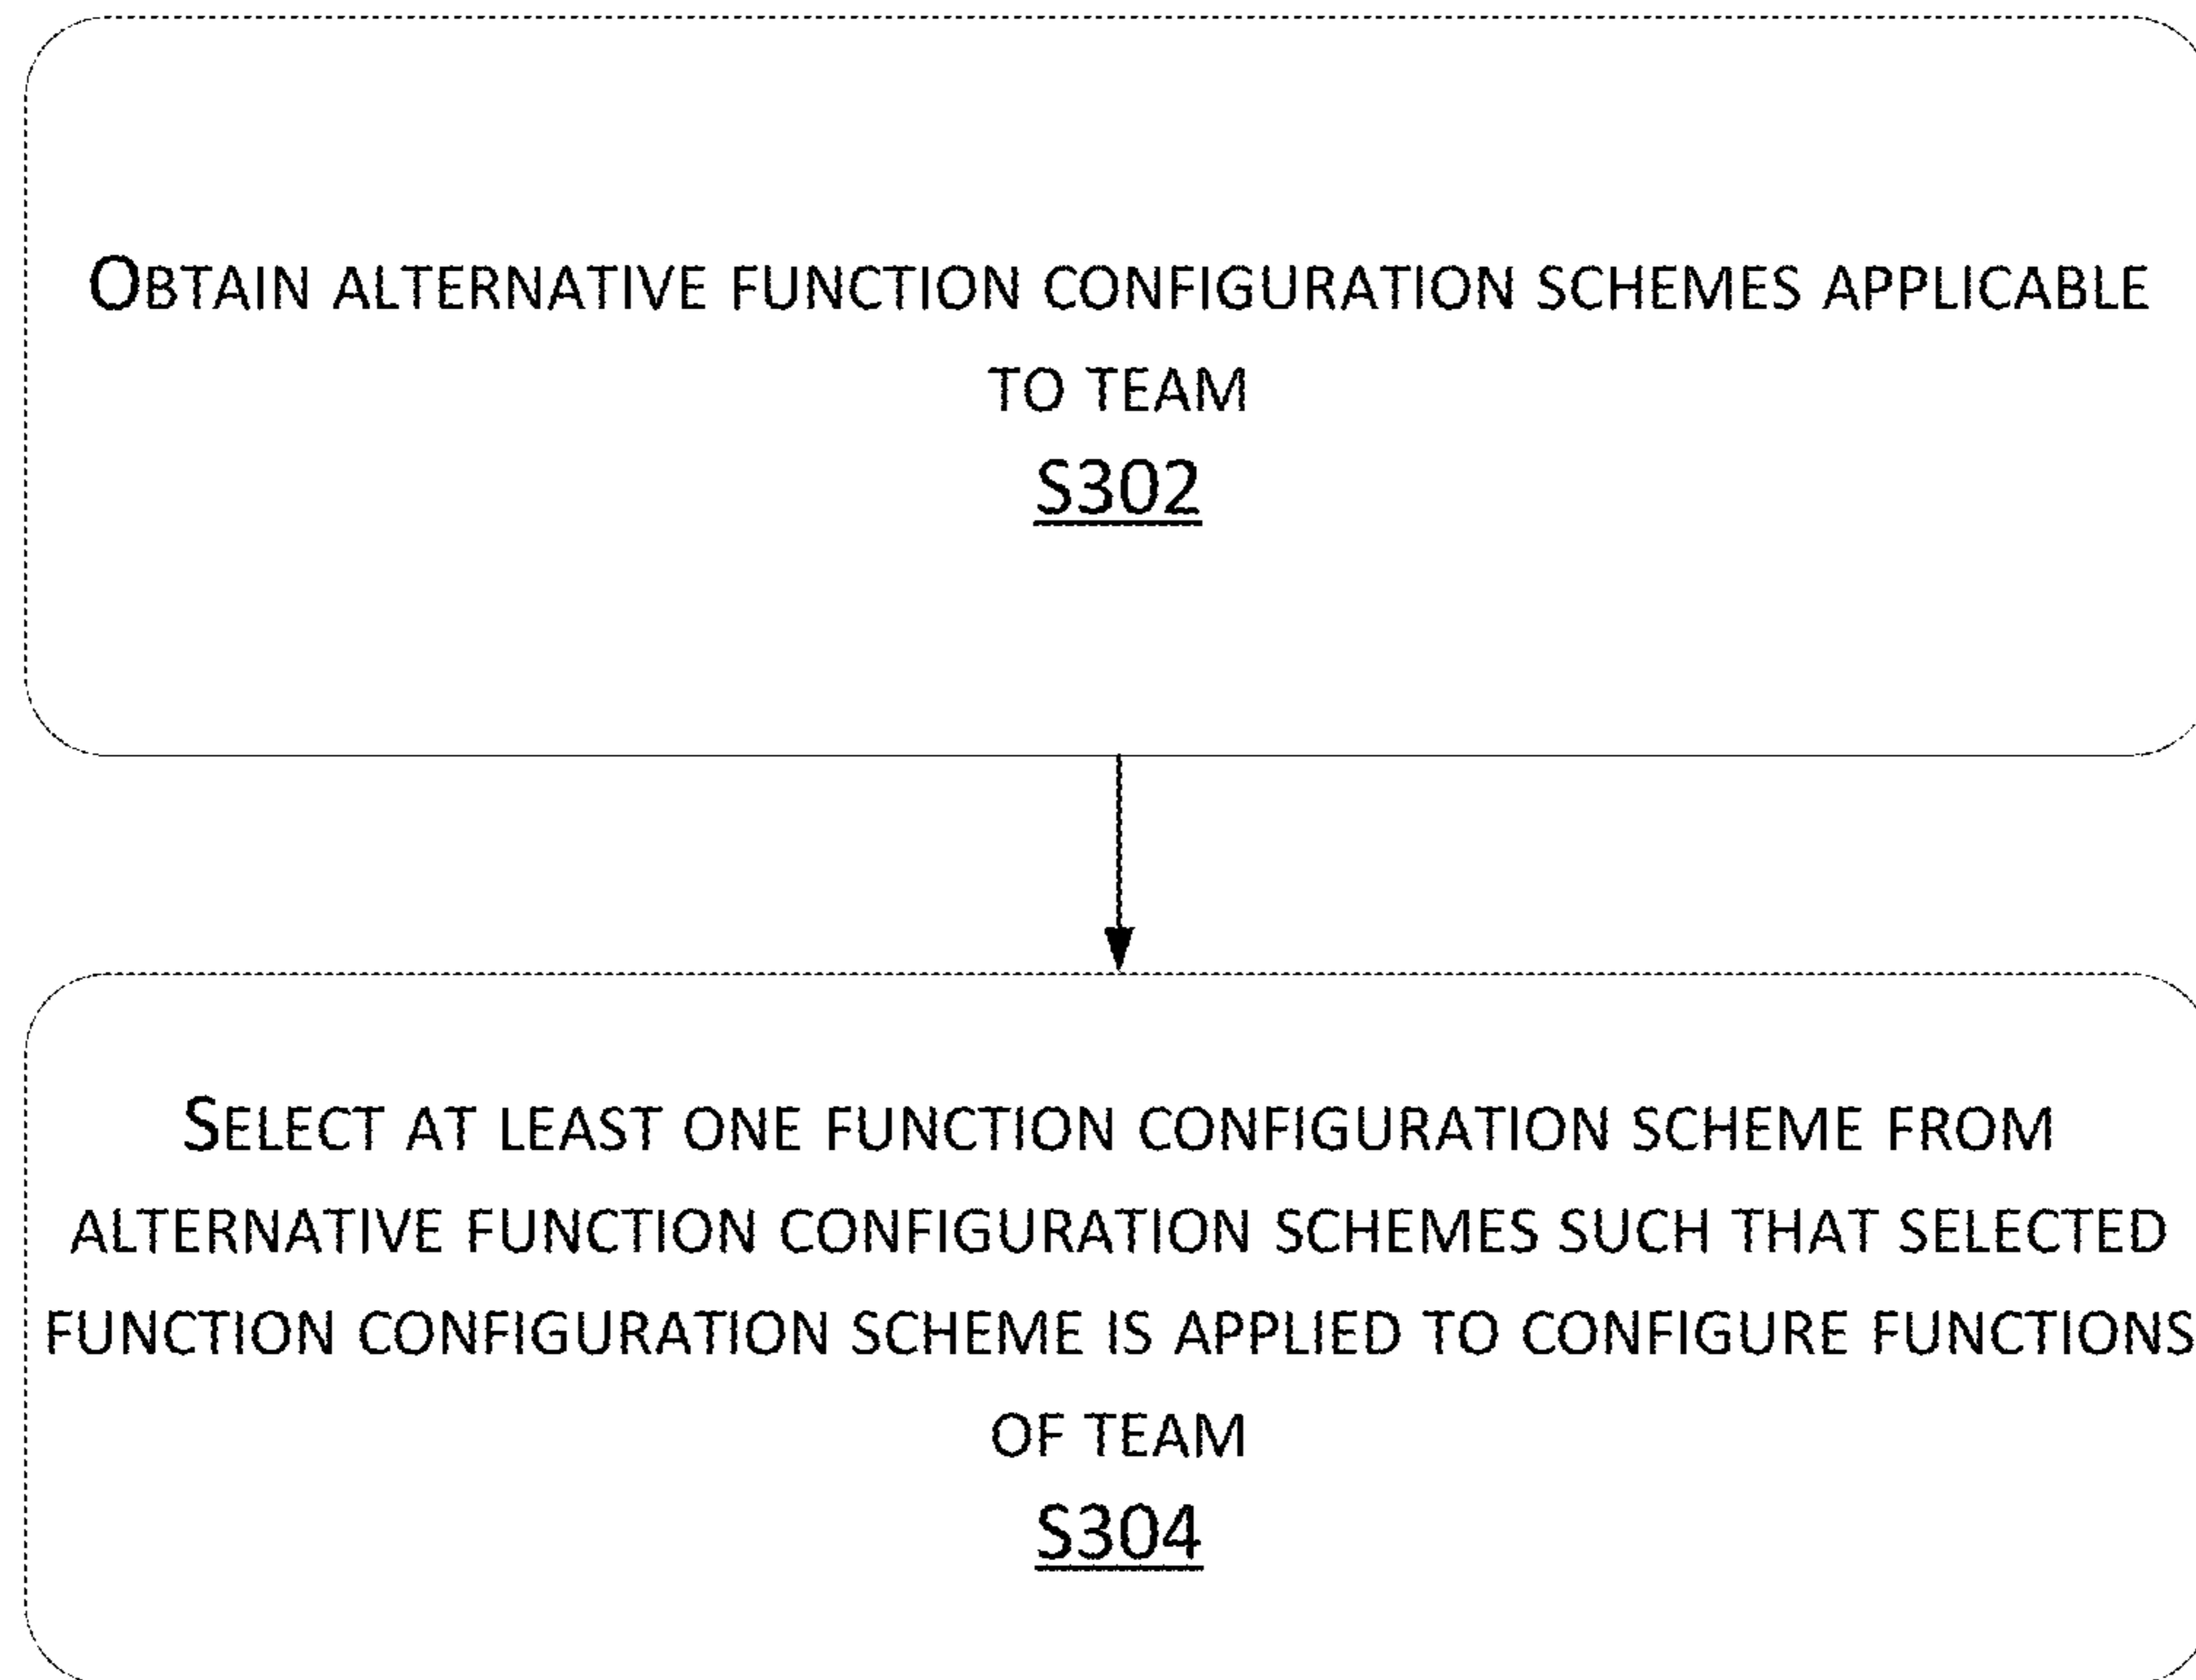 OBTAIN ALTERNATIVE FUNCTION CONFIGURATION SCHEMES APPLICABLE
TO TEAM
S302
SELECT AT LEAST ONE FUNCTION CONFIGURATION SCHEME FROM
ALTERNATIVE FUNCTION CONFIGURATION SCHEMES SUCH THAT SELECTED
FUNCTION CONFIGURATION SCHEME IS APPLIED TO CONFIGURE FUNCTIONS
OF TEAM
S304